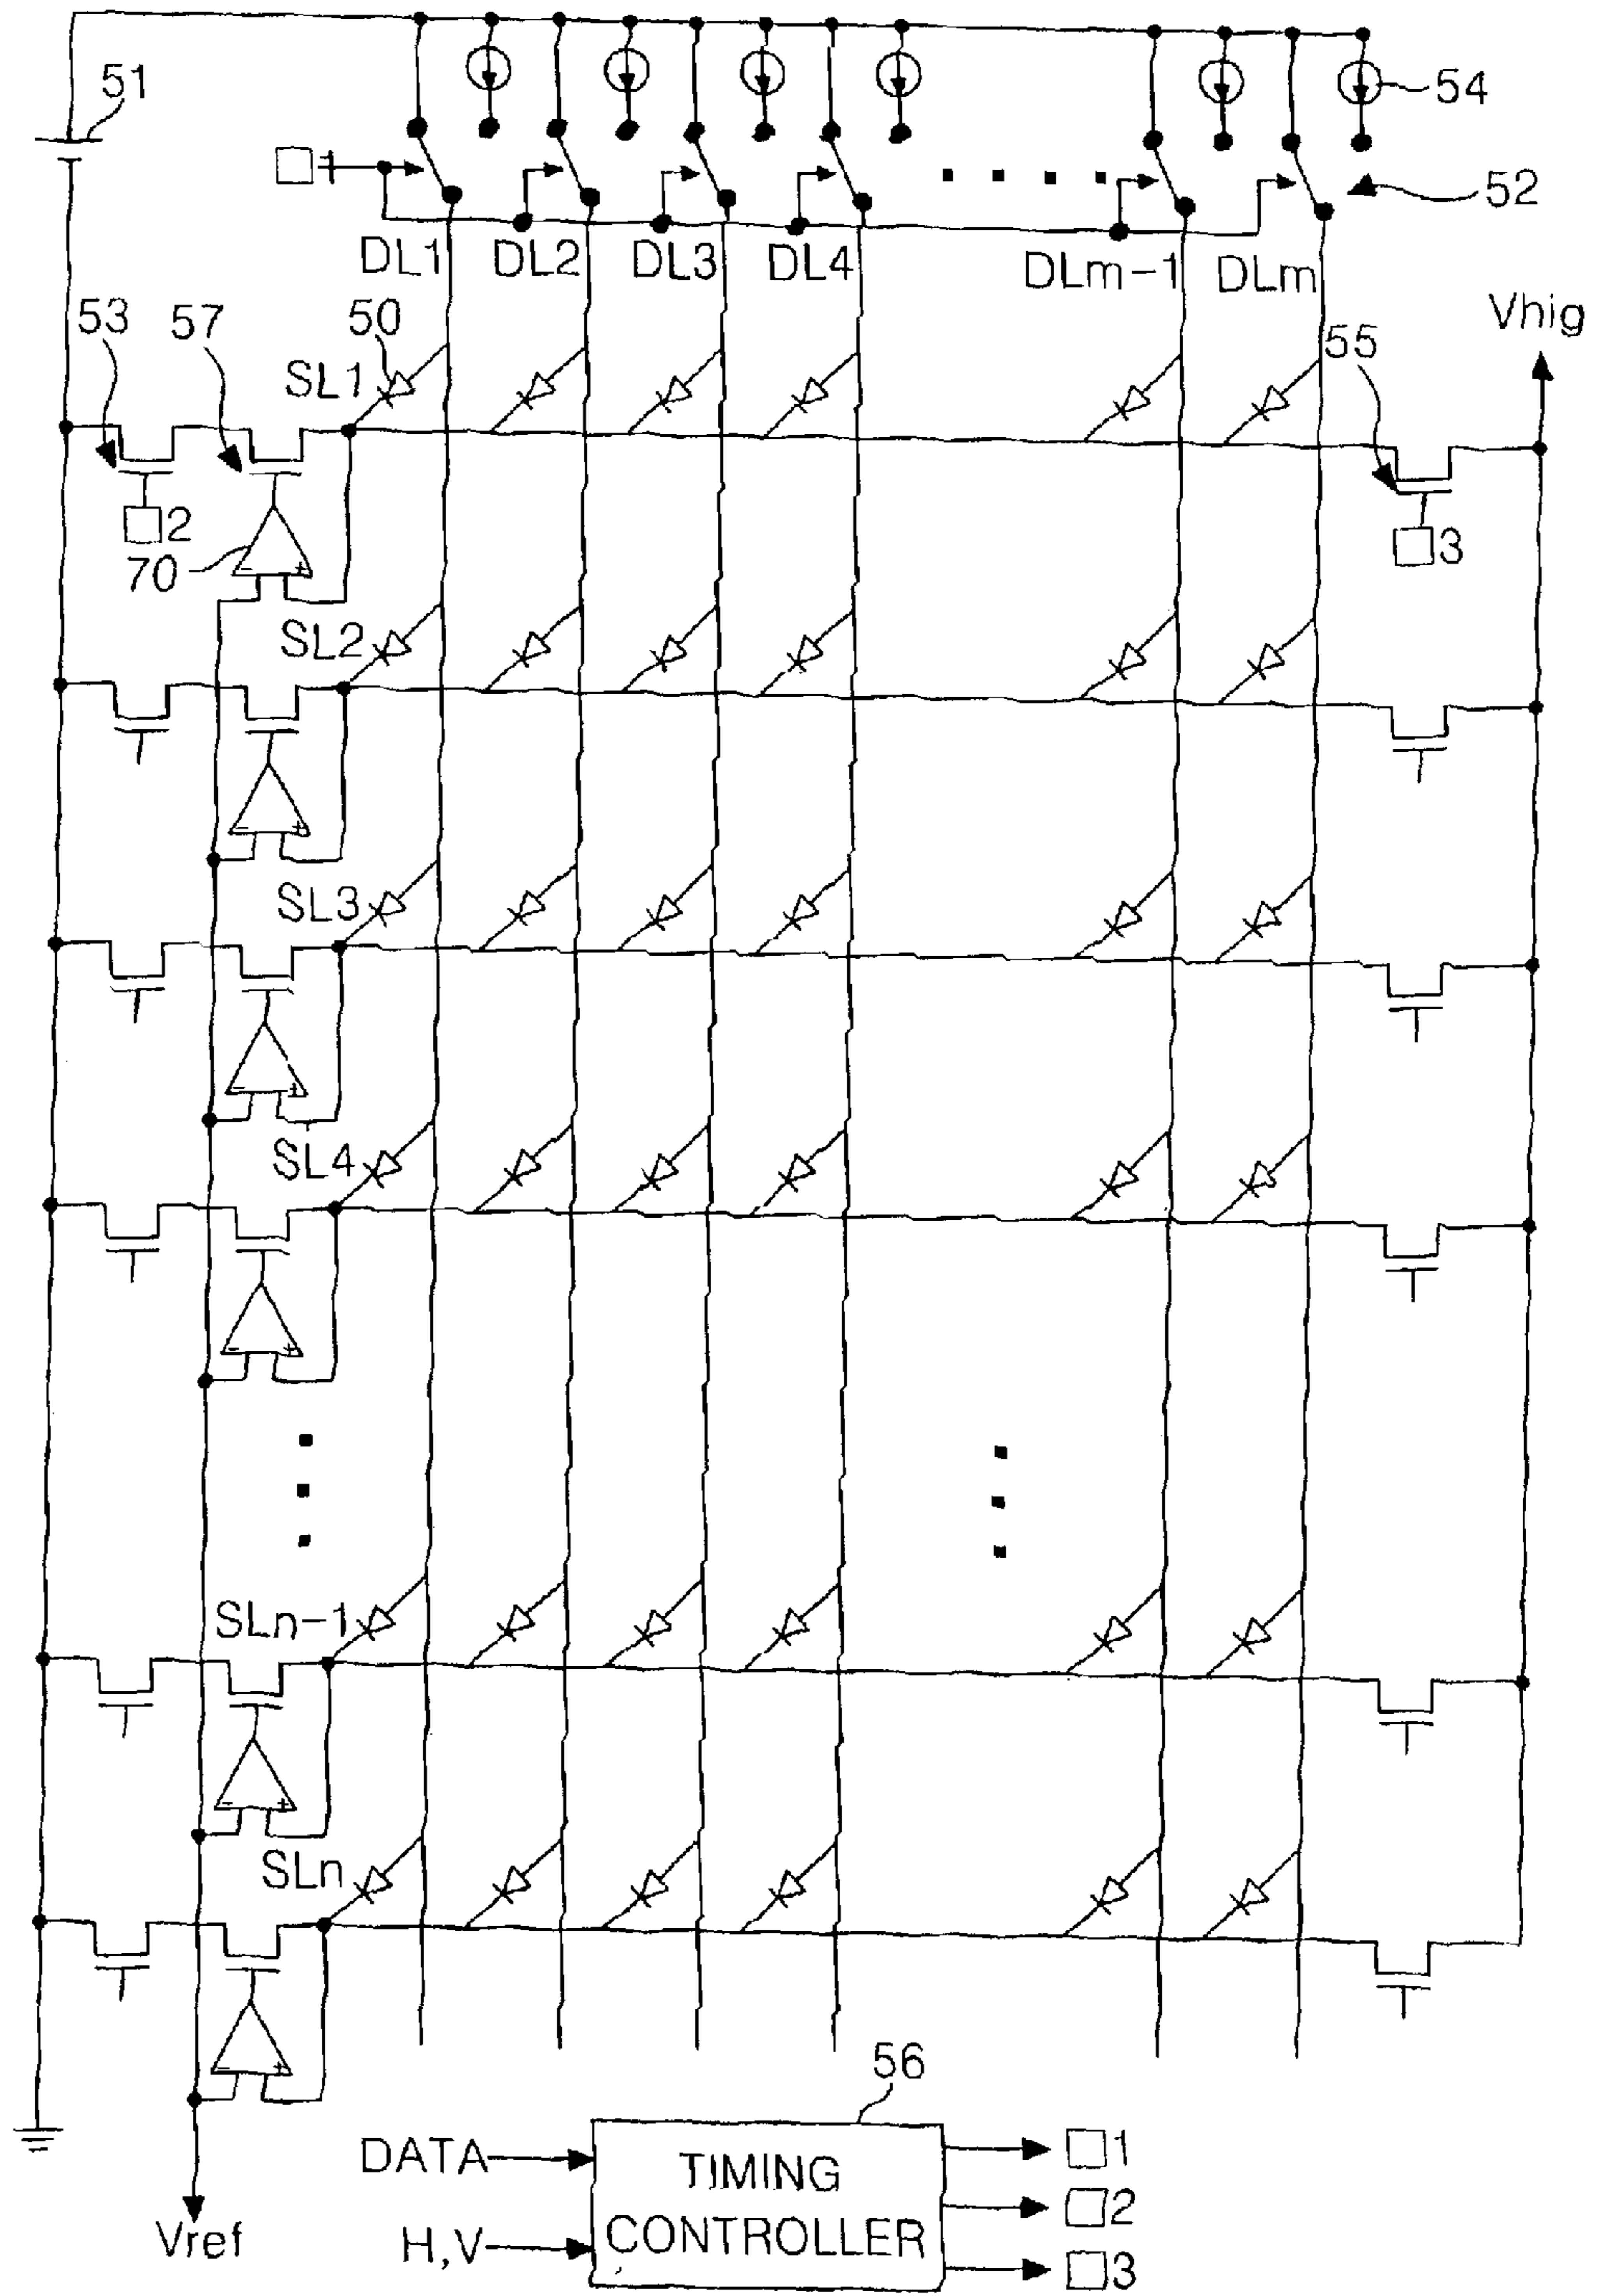 51
54
□1
52
DL1 DL2 DL3 DL4 DLm-1 DLm
Vhig
53 57 50 55
SL1
□2
□3
70
- +
SL2
- +
SL3
- +
SL4
- +
SLn-1
- +
SLn
- +
56
DATA
TIMING
CONTROLLER
H,V
□1
□2
□3
Vref